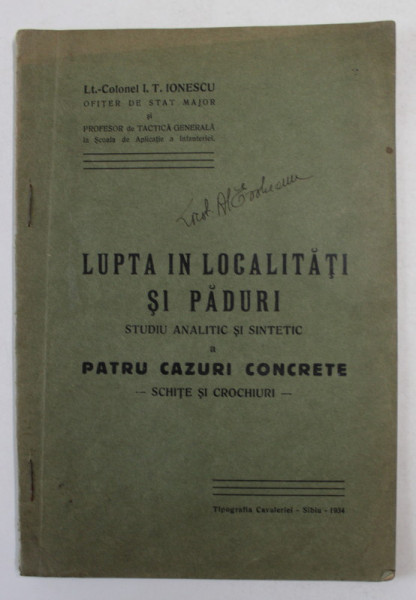 Lt.-Colonel I. T. IONESCU
OFIȚER DE STAT MAJOR
și
PROFESOR de TACTICĂ GENERALĂ
la Școala de Aplicație a Infanteriei.
LUPTA IN LOCALITĂȚI
ȘI PĂDURI
STUDIU ANALITIC ȘI SINTETIC
a
PATRU CAZURI CONCRETE
— SCHIȚE ȘI CROCHIURI —
Tipografia Cavaleriei - Sibiu - 1934